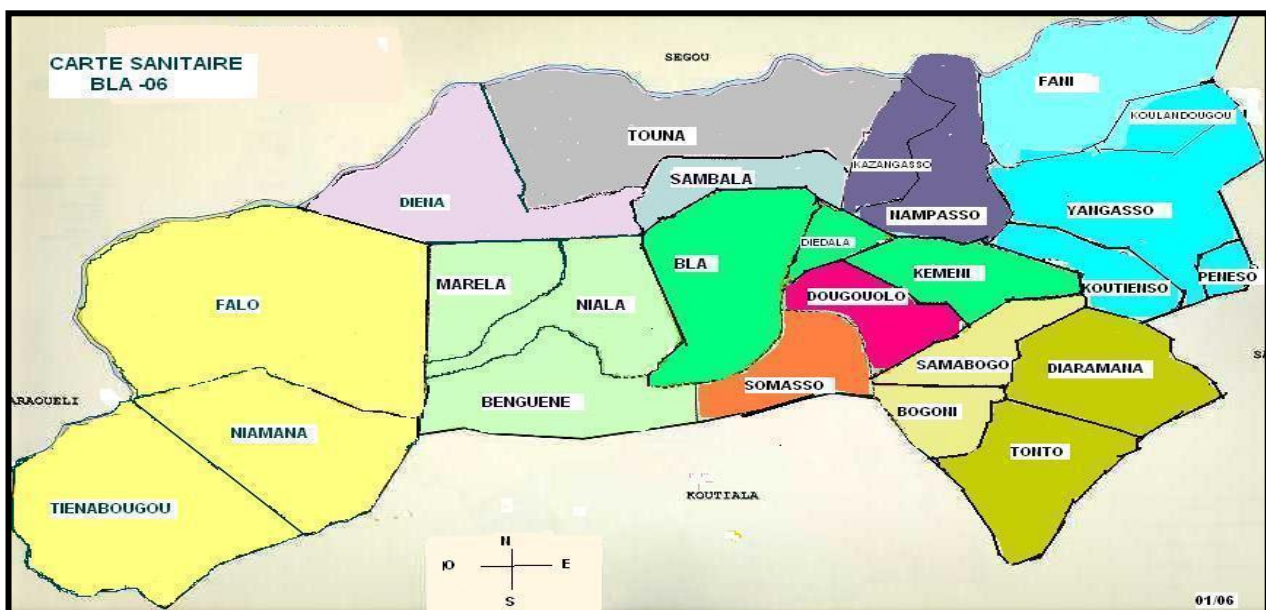 CARTE SANITAIRE
BLA -06
SEGOU
FANI
KOULANDOUGOU
TOUNA
KAZANGASSO
SAMBALA
DIENA
NAMPASSO
YANGASSO
DIEDALA
BLA
KEMENI
PENESO
MARELA
KOUTIENSO
NIALA
DOUGOUOLO
FALO
SAMABOGO
DIARAMANA
SOMASSO
ARAOUELI
BENGUENE
BOGONI
NIAMANA
TONTO
KOUTIALA
TIENABOUGOU
N
O
E
S
01/06